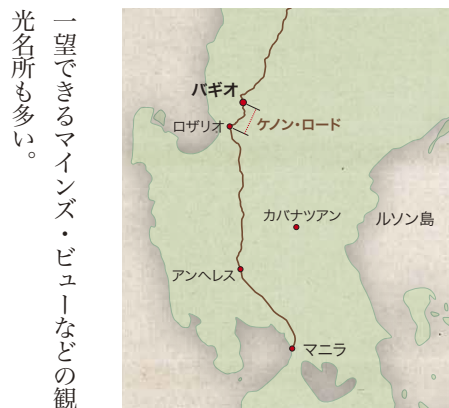 一望できるマインズ・ビューなどの観
光名所も多い。
バギオ
ロザリオ
ケノン・ロード
カバナツアン
ルソン島
アンヘレス
マニラ